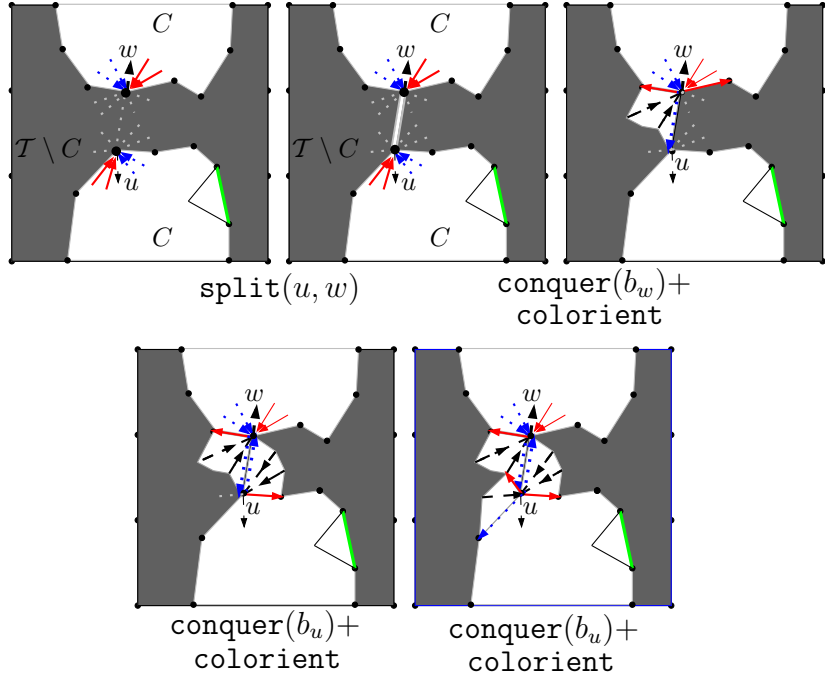 C C
w w w
𝒯 \ C 𝒯 \ C
u u u
C C
split(u, w) conquer(b_w)+
colorient
w w
u u
conquer(b_u)+ conquer(b_u)+
colorient colorient